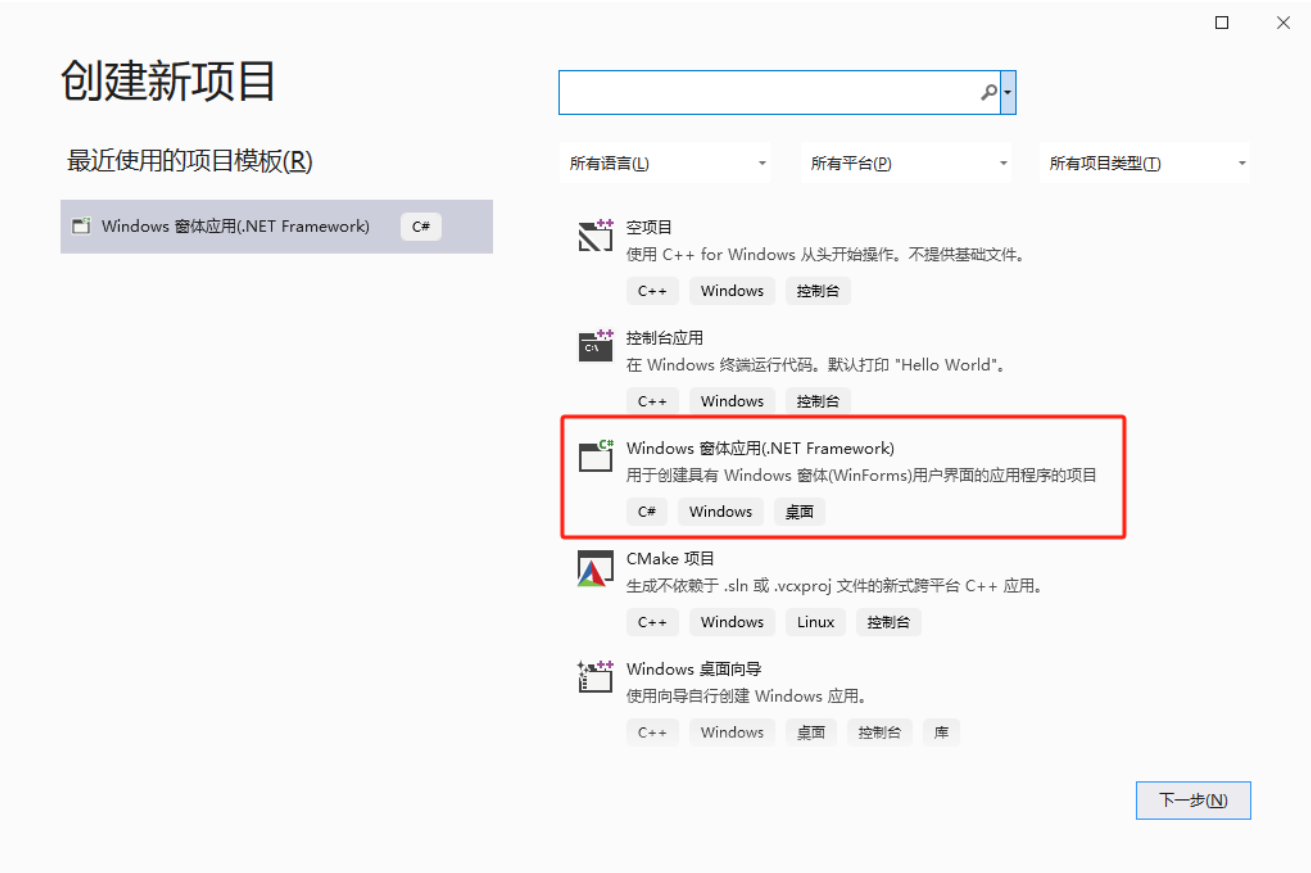 创建新项目
最近使用的项目模板(R)
Windows 窗体应用(.NET Framework) C#
所有语言(L) 所有平台(P) 所有项目类型(T)
空项目
使用 C++ for Windows 从头开始操作。不提供基础文件。
C++ Windows 控制台
控制台应用
在 Windows 终端运行代码。默认打印 "Hello World"。
C++ Windows 控制台
Windows 窗体应用(.NET Framework)
用于创建具有 Windows 窗体(WinForms)用户界面的应用程序的项目
C# Windows 桌面
CMake 项目
生成不依赖于 .sln 或 .vcxproj 文件的新式跨平台 C++ 应用。
C++ Windows Linux 控制台
Windows 桌面向导
使用向导自行创建 Windows 应用。
C++ Windows 桌面 控制台 库
下一步(N)